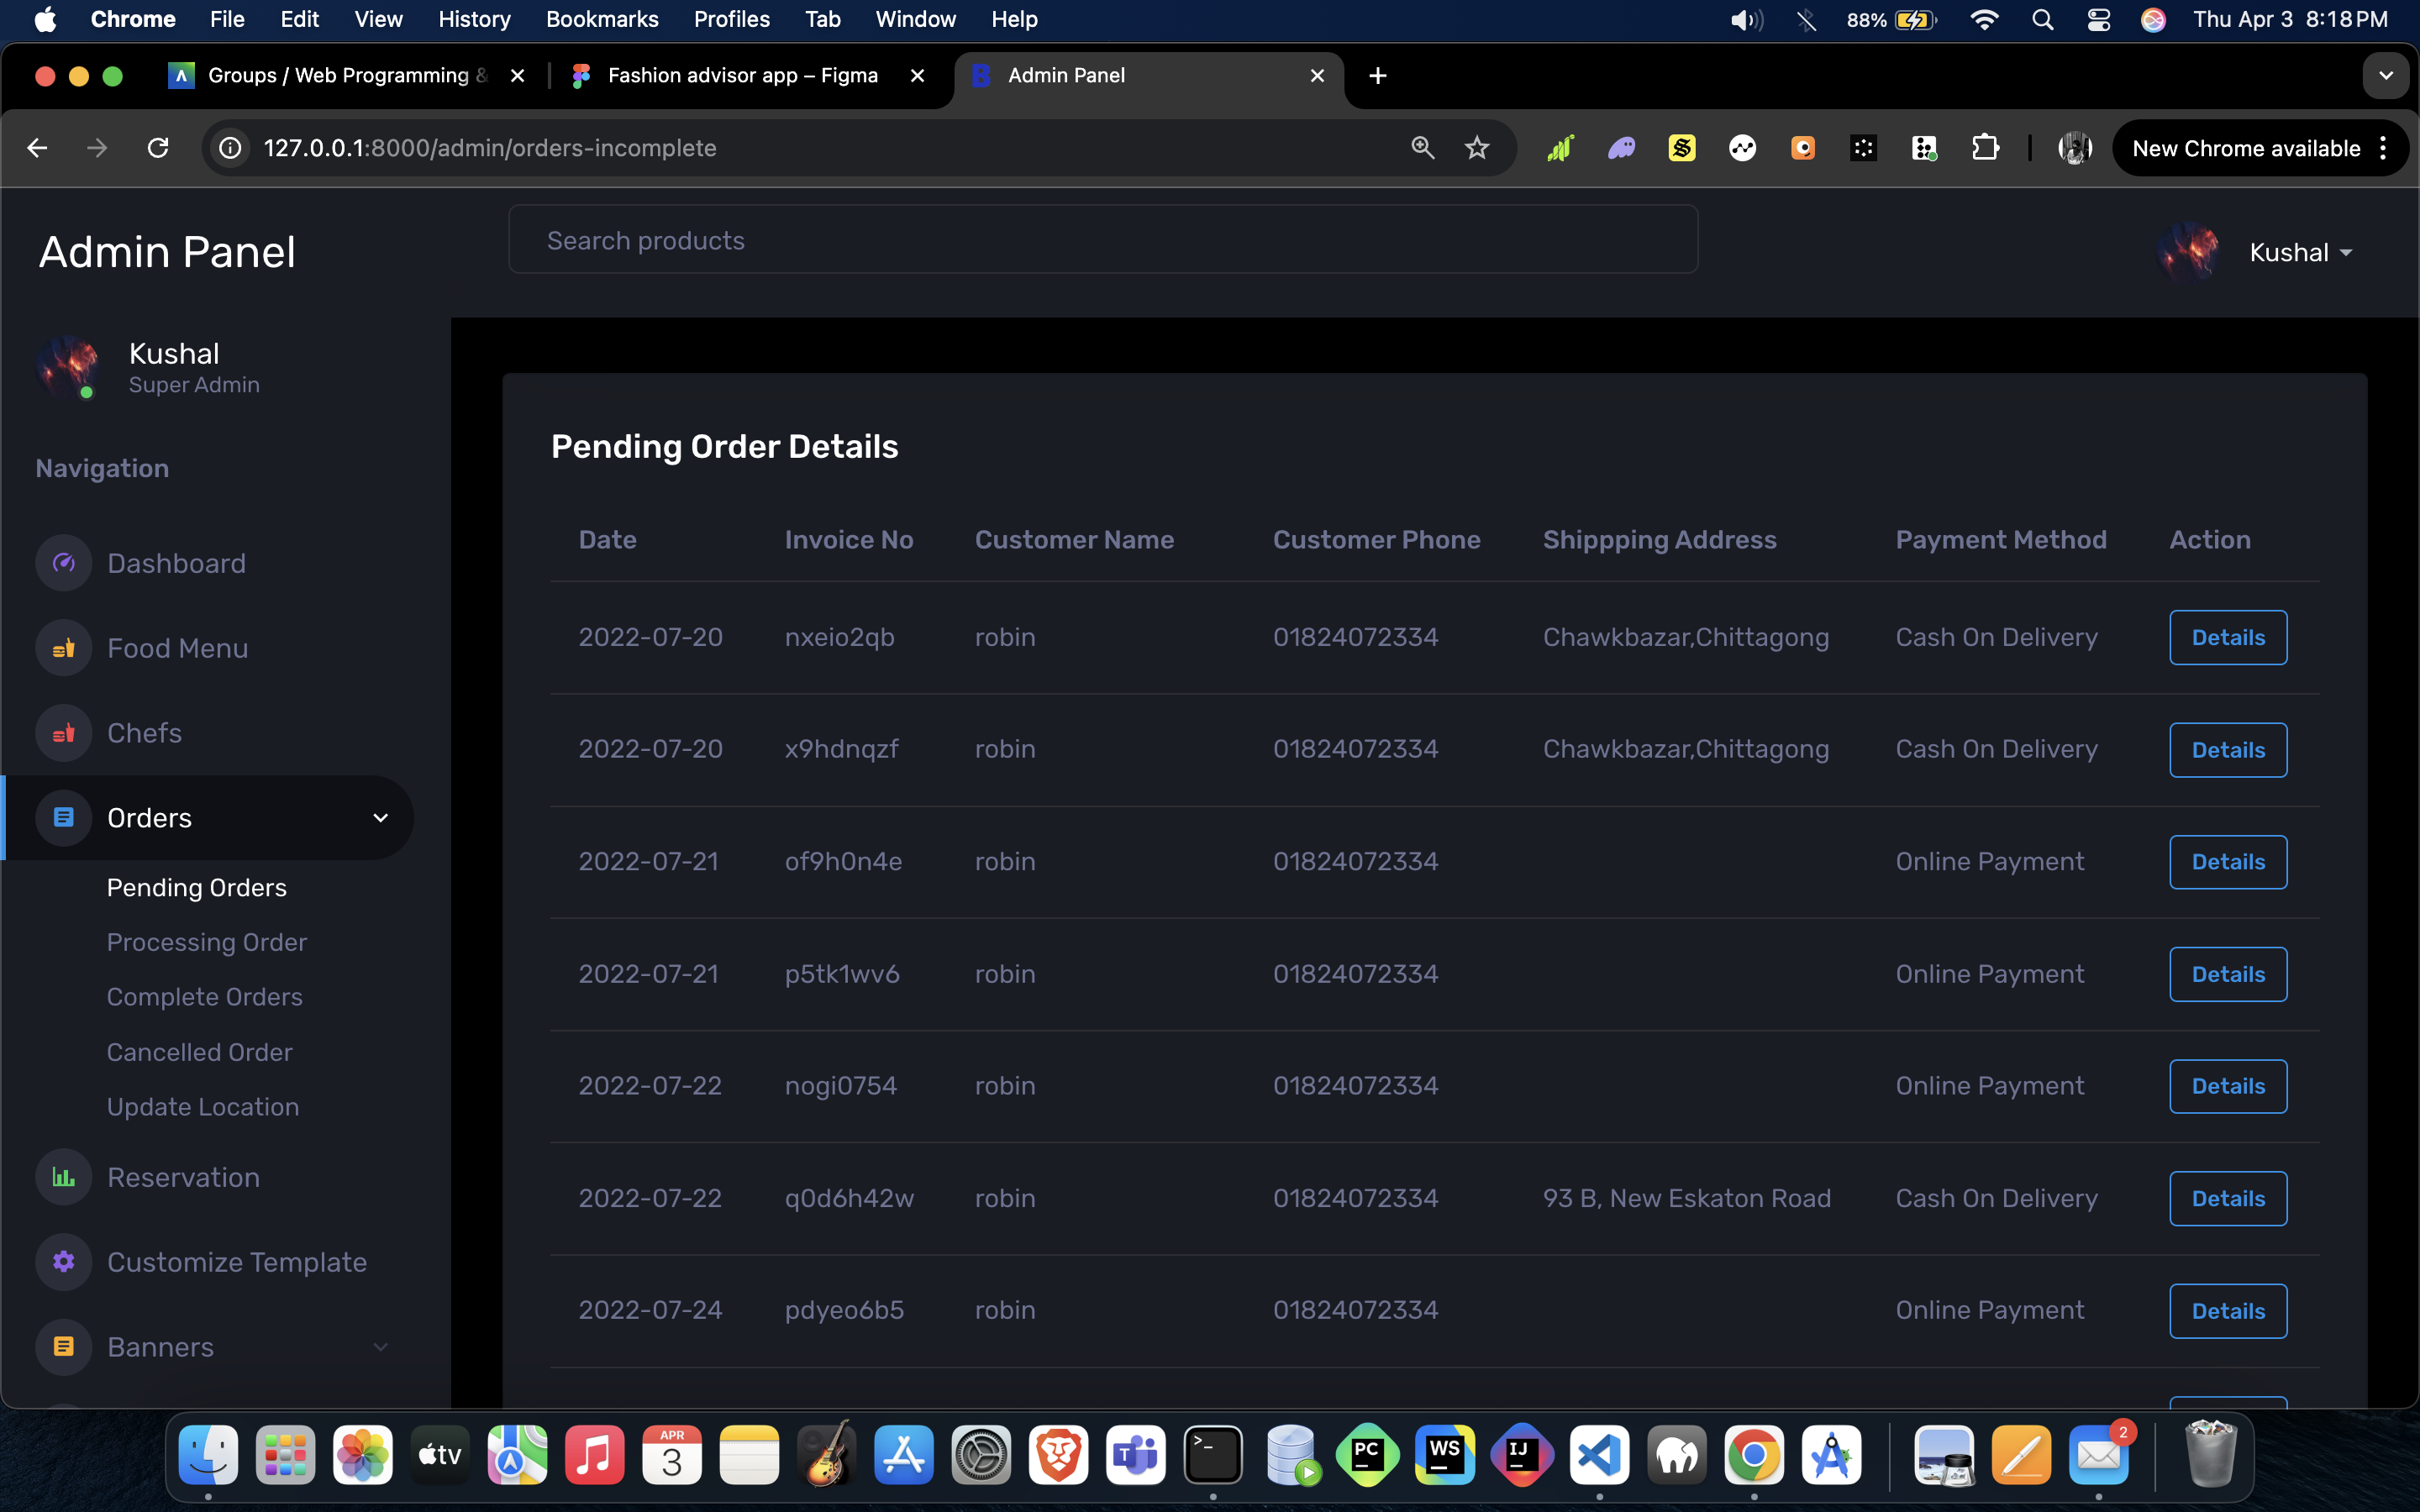 Chrome File Edit View History Bookmarks Profiles Tab Window Help 88% Thu Apr 3 8:18 PM
Groups / Web Programming & Fashion advisor app – Figma Admin Panel
127.0.0.1:8000/admin/orders-incomplete New Chrome available
Admin Panel Search products Kushal
Kushal
Super Admin
Navigation
Dashboard
Food Menu
Chefs
Orders
Pending Orders
Processing Order
Complete Orders
Cancelled Order
Update Location
Reservation
Customize Template
Banners
Pending Order Details
Date Invoice No Customer Name Customer Phone Shippping Address Payment Method Action
2022-07-20 nxeio2qb robin 01824072334 Chawkbazar,Chittagong Cash On Delivery Details
2022-07-20 x9hdnqzf robin 01824072334 Chawkbazar,Chittagong Cash On Delivery Details
2022-07-21 of9h0n4e robin 01824072334 Online Payment Details
2022-07-21 p5tk1wv6 robin 01824072334 Online Payment Details
2022-07-22 nogi0754 robin 01824072334 Online Payment Details
2022-07-22 q0d6h42w robin 01824072334 93 B, New Eskaton Road Cash On Delivery Details
2022-07-24 pdyeo6b5 robin 01824072334 Online Payment Details
tv APR 3 T >_ PC WS IJ 2